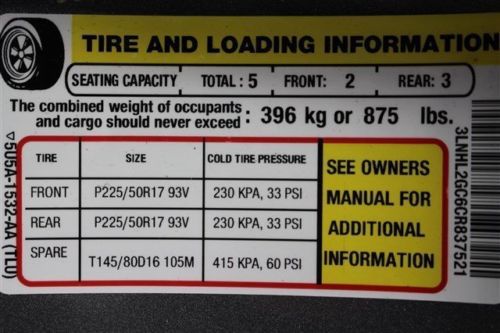 TIRE AND LOADING INFORMATION
SEATING CAPACITY TOTAL : 5 FRONT: 2 REAR: 3
The combined weight of occupants
and cargo should never exceed : 396 kg or 875 lbs.
TIRE SIZE COLD TIRE PRESSURE
FRONT P225/50R17 93V 230 KPA, 33 PSI
REAR P225/50R17 93V 230 KPA, 33 PSI
SPARE T145/80D16 105M 415 KPA, 60 PSI
SEE OWNERS
MANUAL FOR
ADDITIONAL
INFORMATION
▽505A-1532-AA (TLU)
3LNHL2GC6CR837521